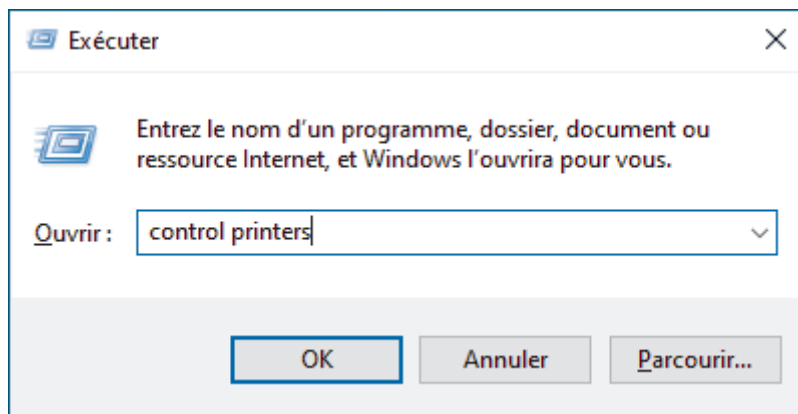 Exécuter
Entrez le nom d'un programme, dossier, document ou
ressource Internet, et Windows l'ouvrira pour vous.
Ouvrir : control printers
OK Annuler Parcourir...